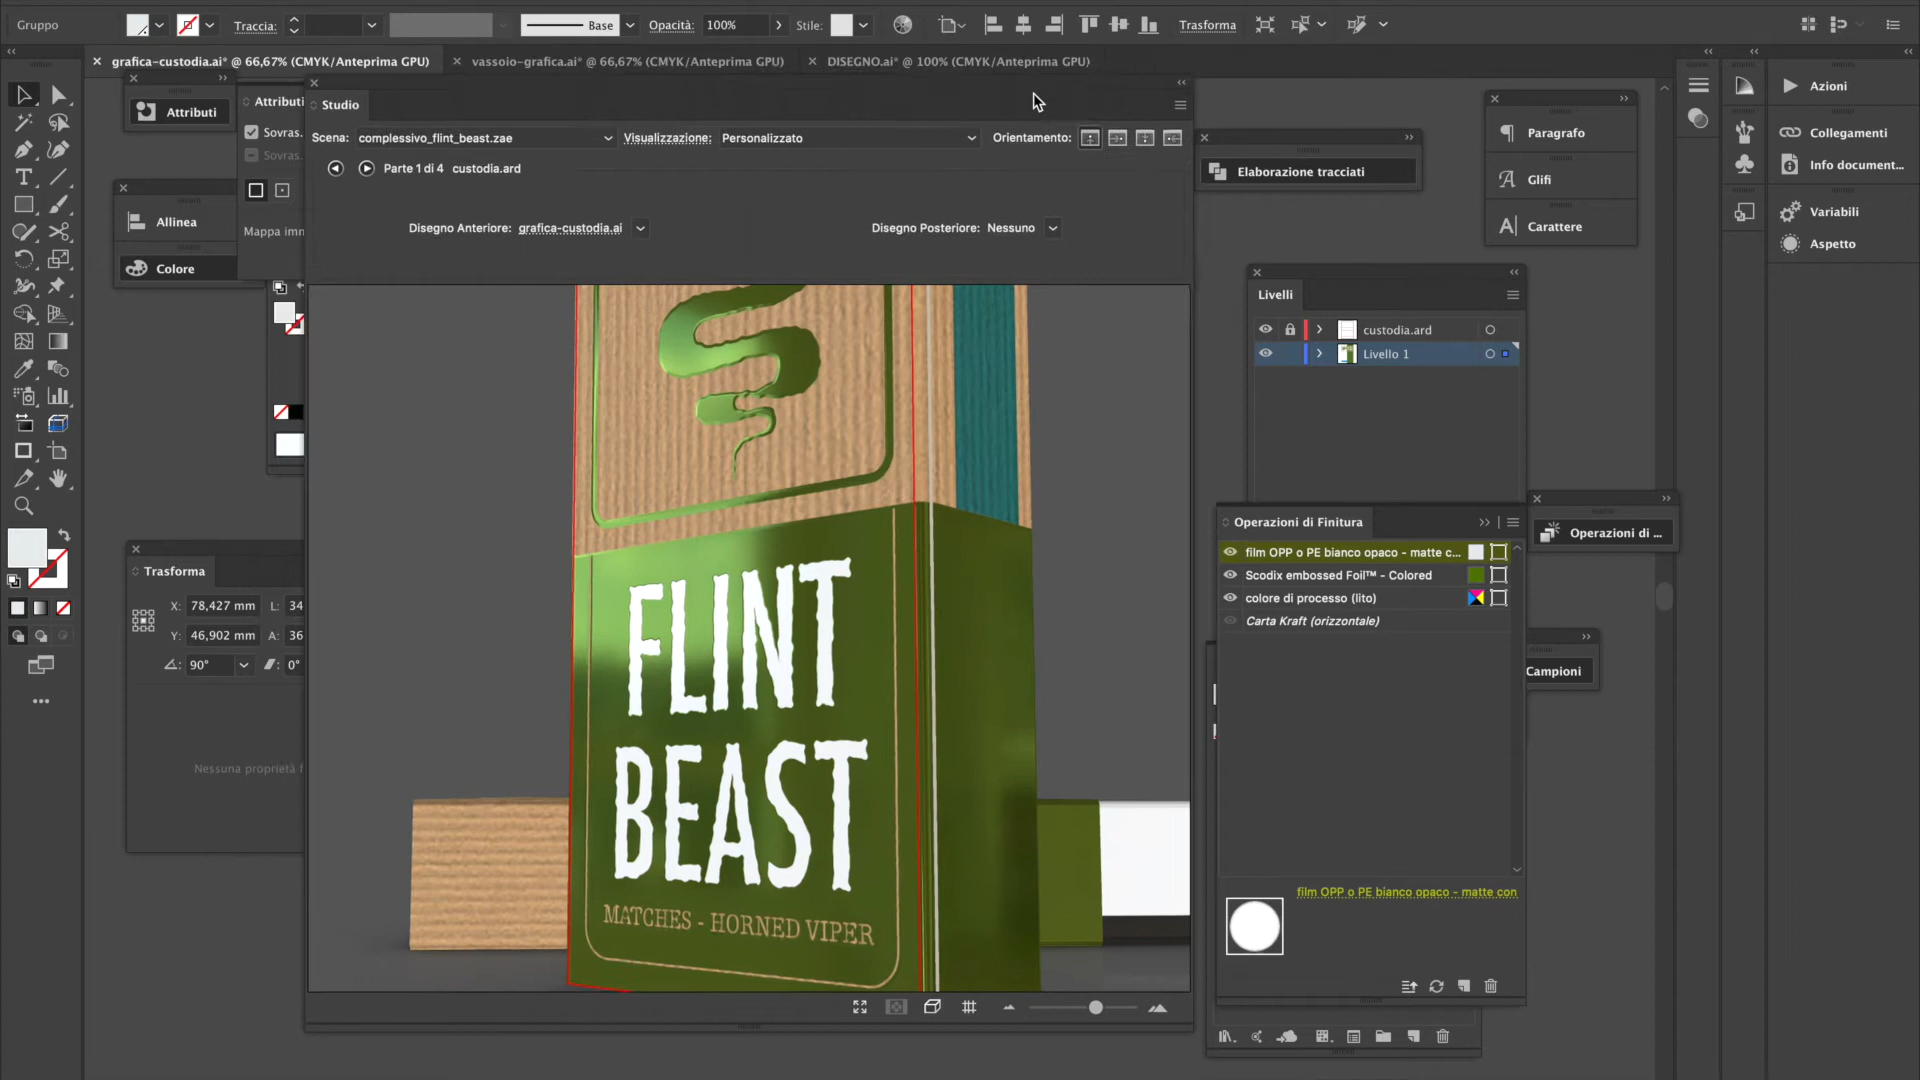 Gruppo
Traccia:
Base
Opacità:
100%
Stile:
Trasforma
grafica-custodia.ai* @ 66,67% (CMYK/Anteprima GPU)
vassoio-grafica.ai* @ 66,67% (CMYK/Anteprima GPU)
DISEGNO.ai* @ 100% (CMYK/Anteprima GPU)
Attributi
Attributi
Sovras.
Sovras.
Mappa imm
Allinea
Colore
Studio
Scena:
complessivo_flint_beast.zae
Visualizzazione:
Personalizzato
Orientamento:
Parte 1 di 4
custodia.ard
Disegno Anteriore:
grafica-custodia.ai
Disegno Posteriore:
Nessuno
Elaborazione tracciati
Paragrafo
Glifi
Carattere
Azioni
Collegamenti
Info document...
Variabili
Aspetto
Livelli
custodia.ard
Livello 1
Operazioni di Finitura
film OPP o PE bianco opaco - matte c...
Scodix embossed Foil™ - Colored
colore di processo (lito)
Carta Kraft (orizzontale)
film OPP o PE bianco opaco - matte con
Operazioni di ...
Campioni
Trasforma
X:
78,427 mm
L:
34
Y:
46,902 mm
A:
36
90°
0°
Nessuna proprietà f
FLINT
BEAST
MATCHES - HORNED VIPER